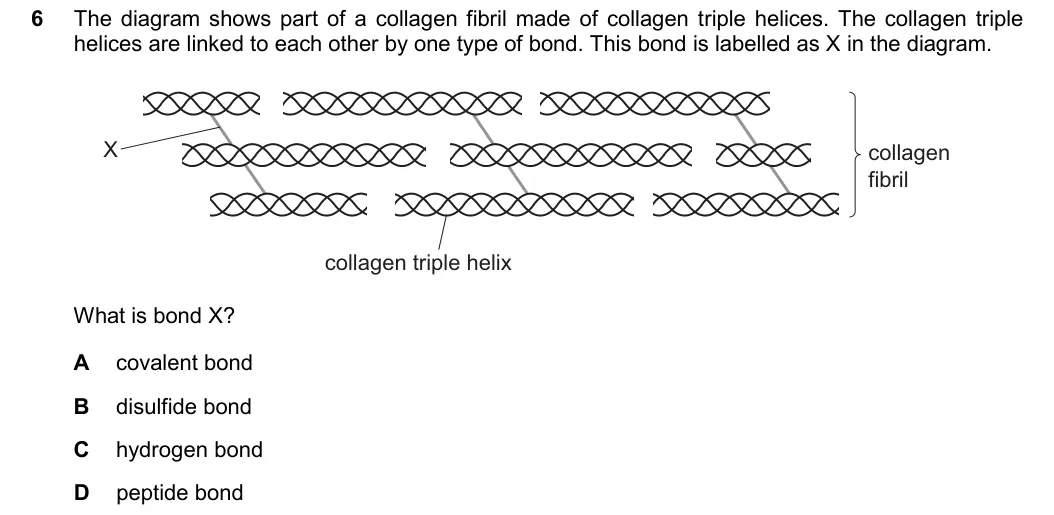 6 The diagram shows part of a collagen fibril made of collagen triple helices. The collagen triple
helices are linked to each other by one type of bond. This bond is labelled as X in the diagram.
X
collagen
fibril
collagen triple helix
What is bond X?
A covalent bond
B disulfide bond
C hydrogen bond
D peptide bond